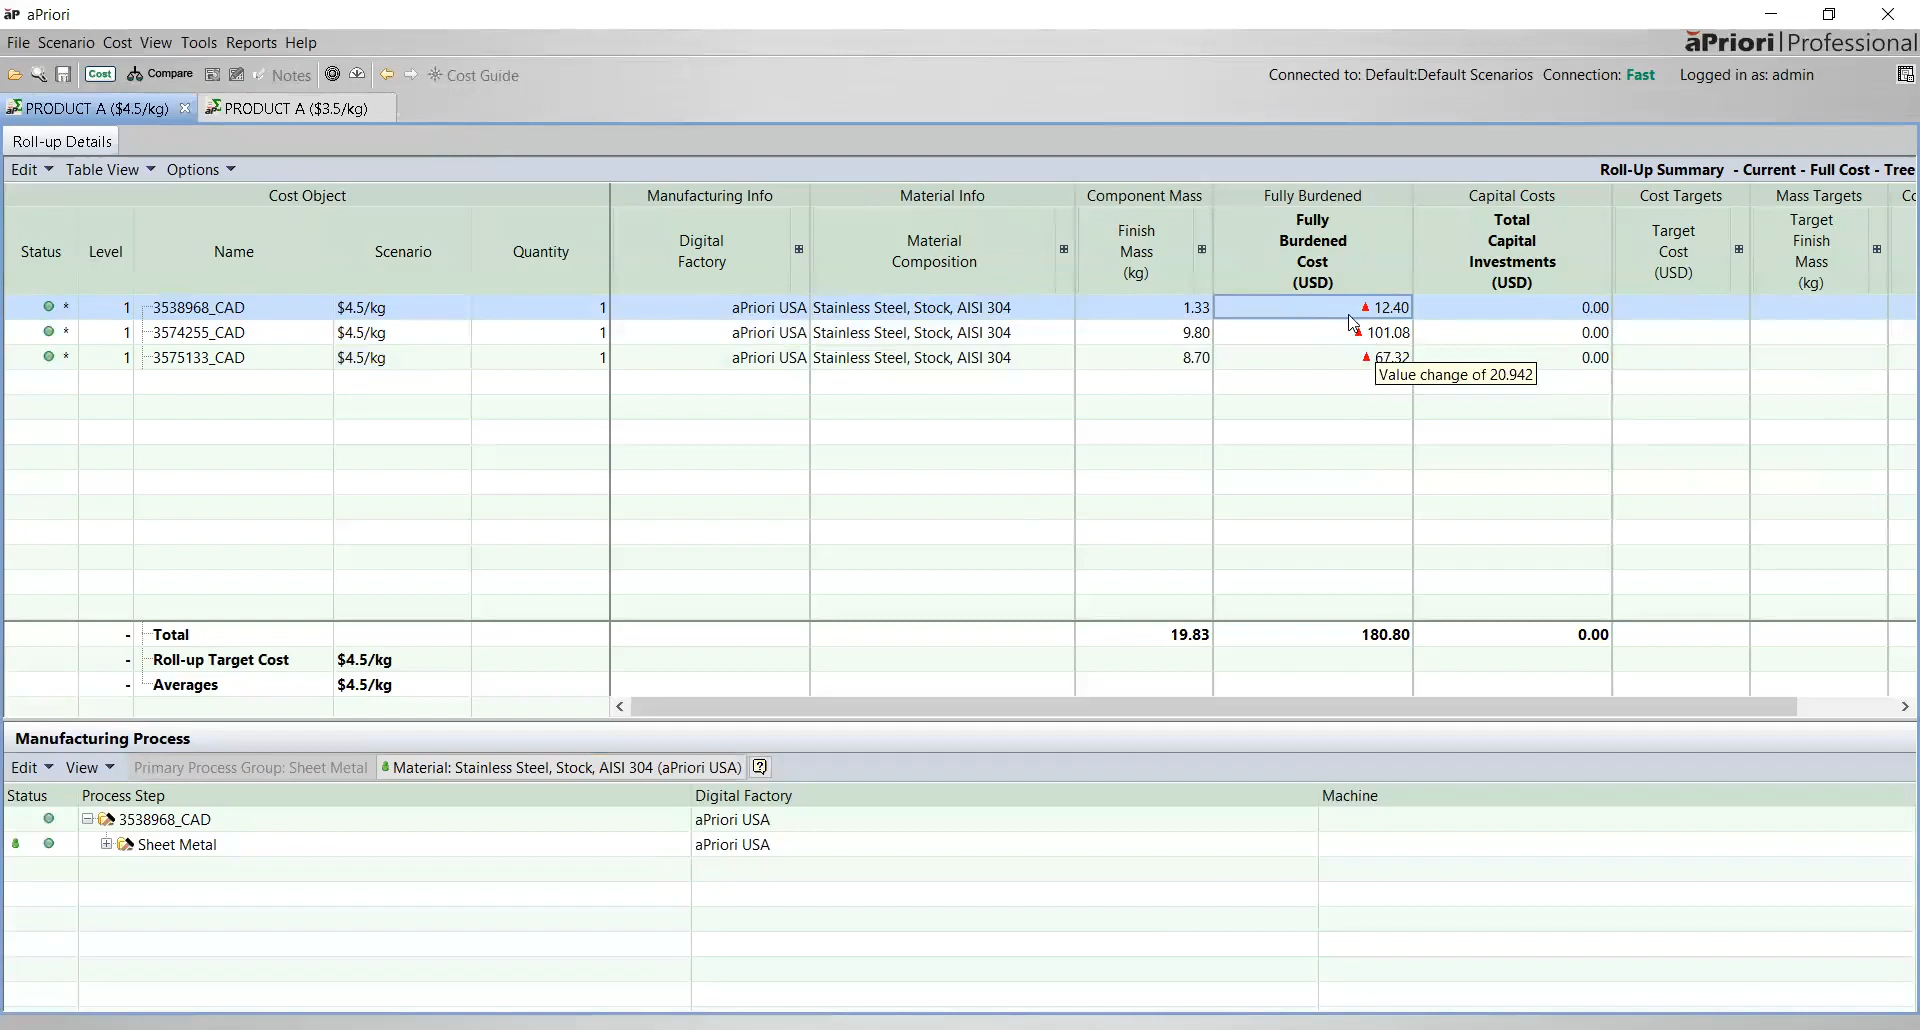 aP aPriori
File Scenario Cost View Tools Reports Help
aPriori | Professional
Cost Compare Notes Cost Guide
Connected to: Default:Default Scenarios Connection: Fast Logged in as: admin
PRODUCT A ($4.5/kg) PRODUCT A ($3.5/kg)
Roll-up Details
Edit Table View Options Roll-Up Summary - Current - Full Cost - Tree
Cost Object Manufacturing Info Material Info Component Mass Fully Burdened Capital Costs Cost Targets Mass Targets Co
Status Level Name Scenario Quantity
Digital
Factory
Material
Composition
Finish
Mass
(kg)
Fully
Burdened
Cost
(USD)
Total
Capital
Investments
(USD)
Target
Cost
(USD)
Target
Finish
Mass
(kg)
* 1 3538968_CAD $4.5/kg 1 aPriori USA Stainless Steel, Stock, AISI 304 1.33 12.40 0.00
* 1 3574255_CAD $4.5/kg 1 aPriori USA Stainless Steel, Stock, AISI 304 9.80 101.08 0.00
* 1 3575133_CAD $4.5/kg 1 aPriori USA Stainless Steel, Stock, AISI 304 8.70 67.32 0.00
Value change of 20.942
- Total 19.83 180.80 0.00
- Roll-up Target Cost $4.5/kg
- Averages $4.5/kg
Manufacturing Process
Edit View Primary Process Group: Sheet Metal Material: Stainless Steel, Stock, AISI 304 (aPriori USA)
Status Process Step Digital Factory Machine
3538968_CAD aPriori USA
Sheet Metal aPriori USA